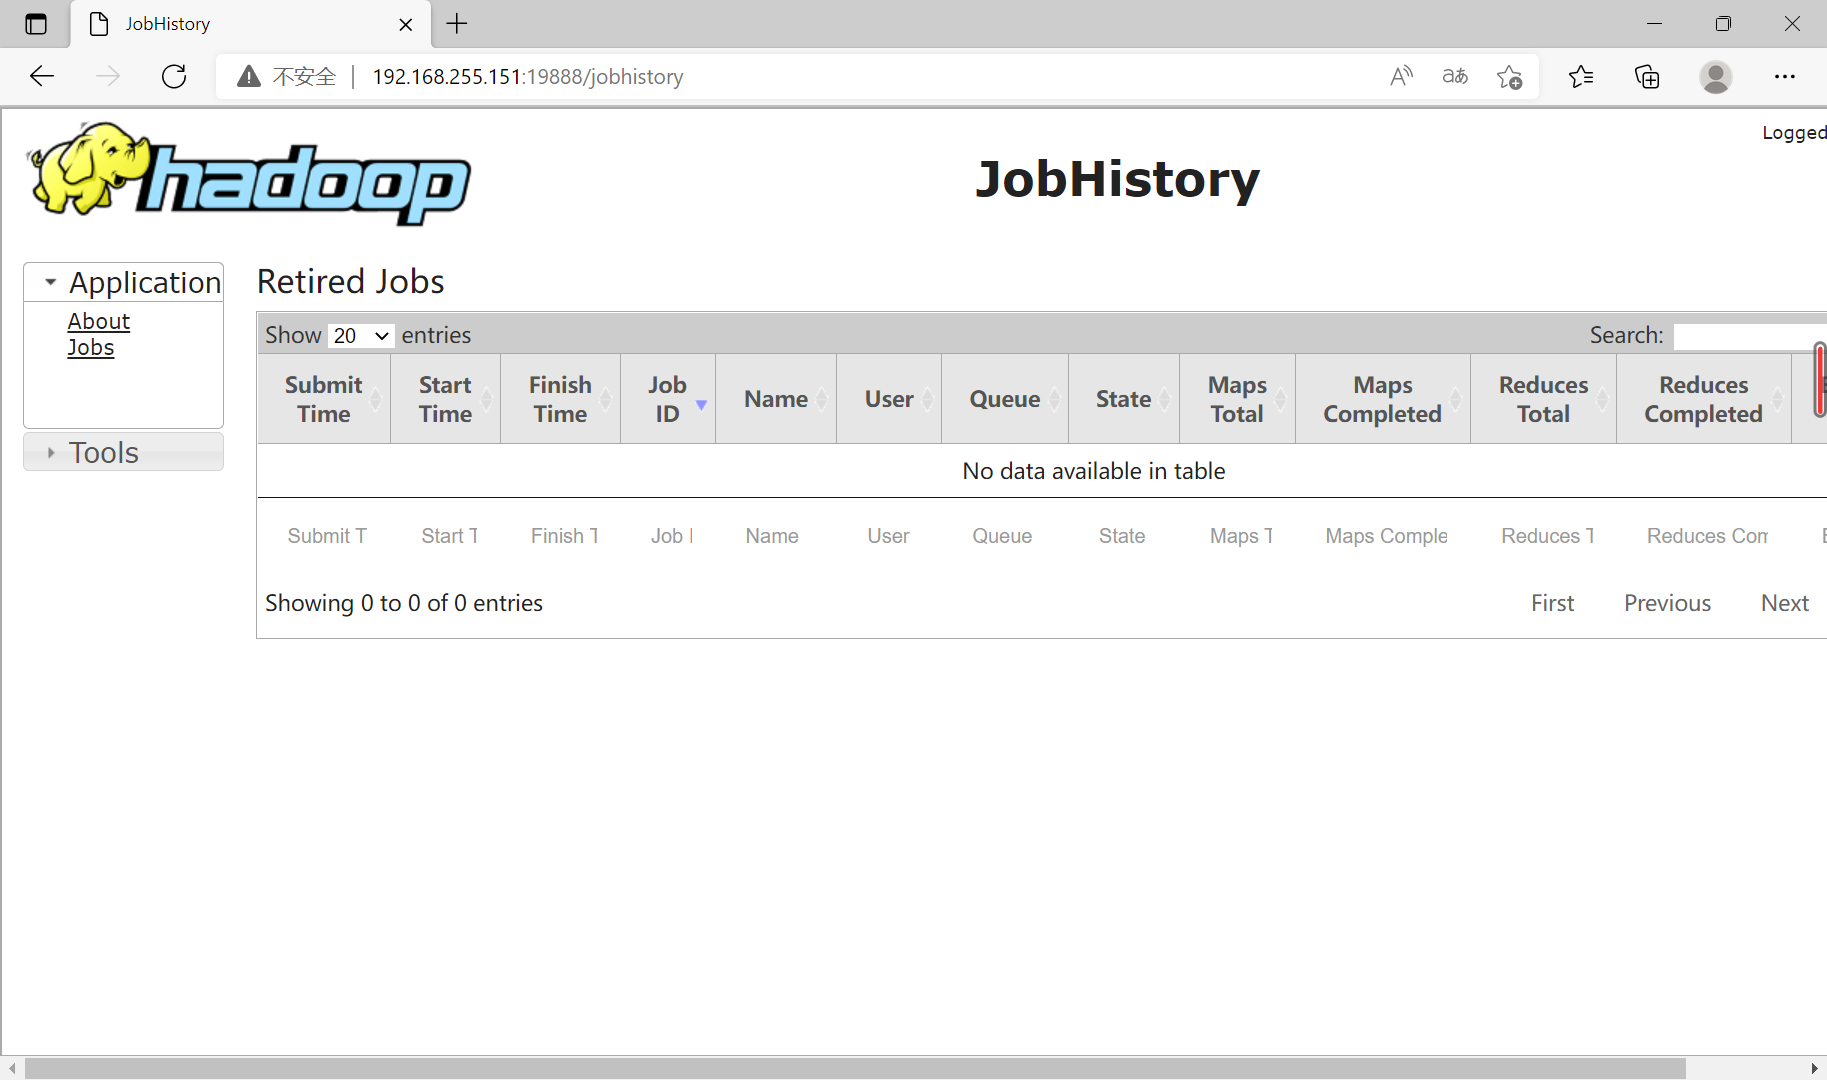 JobHistory
不安全 192.168.255.151:19888/jobhistory
hadoop
JobHistory
Logged
Application
About
Jobs
Tools
Retired Jobs
Show 20 entries
Search:
Submit Time Start Time Finish Time Job ID Name User Queue State Maps Total Maps Completed Reduces Total Reduces Completed
No data available in table
Submit T Start T Finish T Job I Name User Queue State Maps T Maps Comple Reduces T Reduces Com
Showing 0 to 0 of 0 entries
First Previous Next